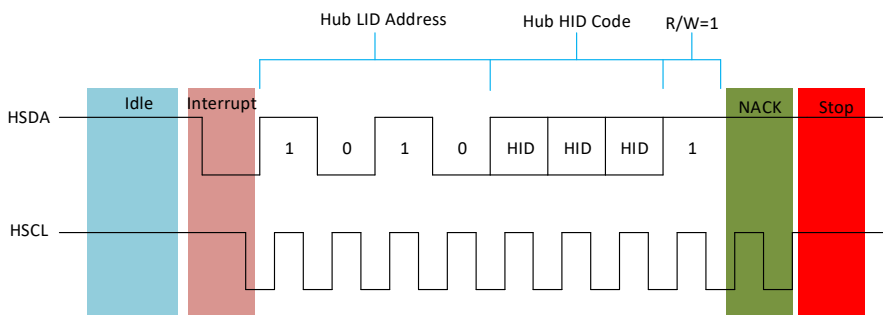 Hub LID Address Hub HID Code R/W=1
Idle Interrupt NACK Stop
HSDA
1 0 1 0 HID HID HID 1
HSCL